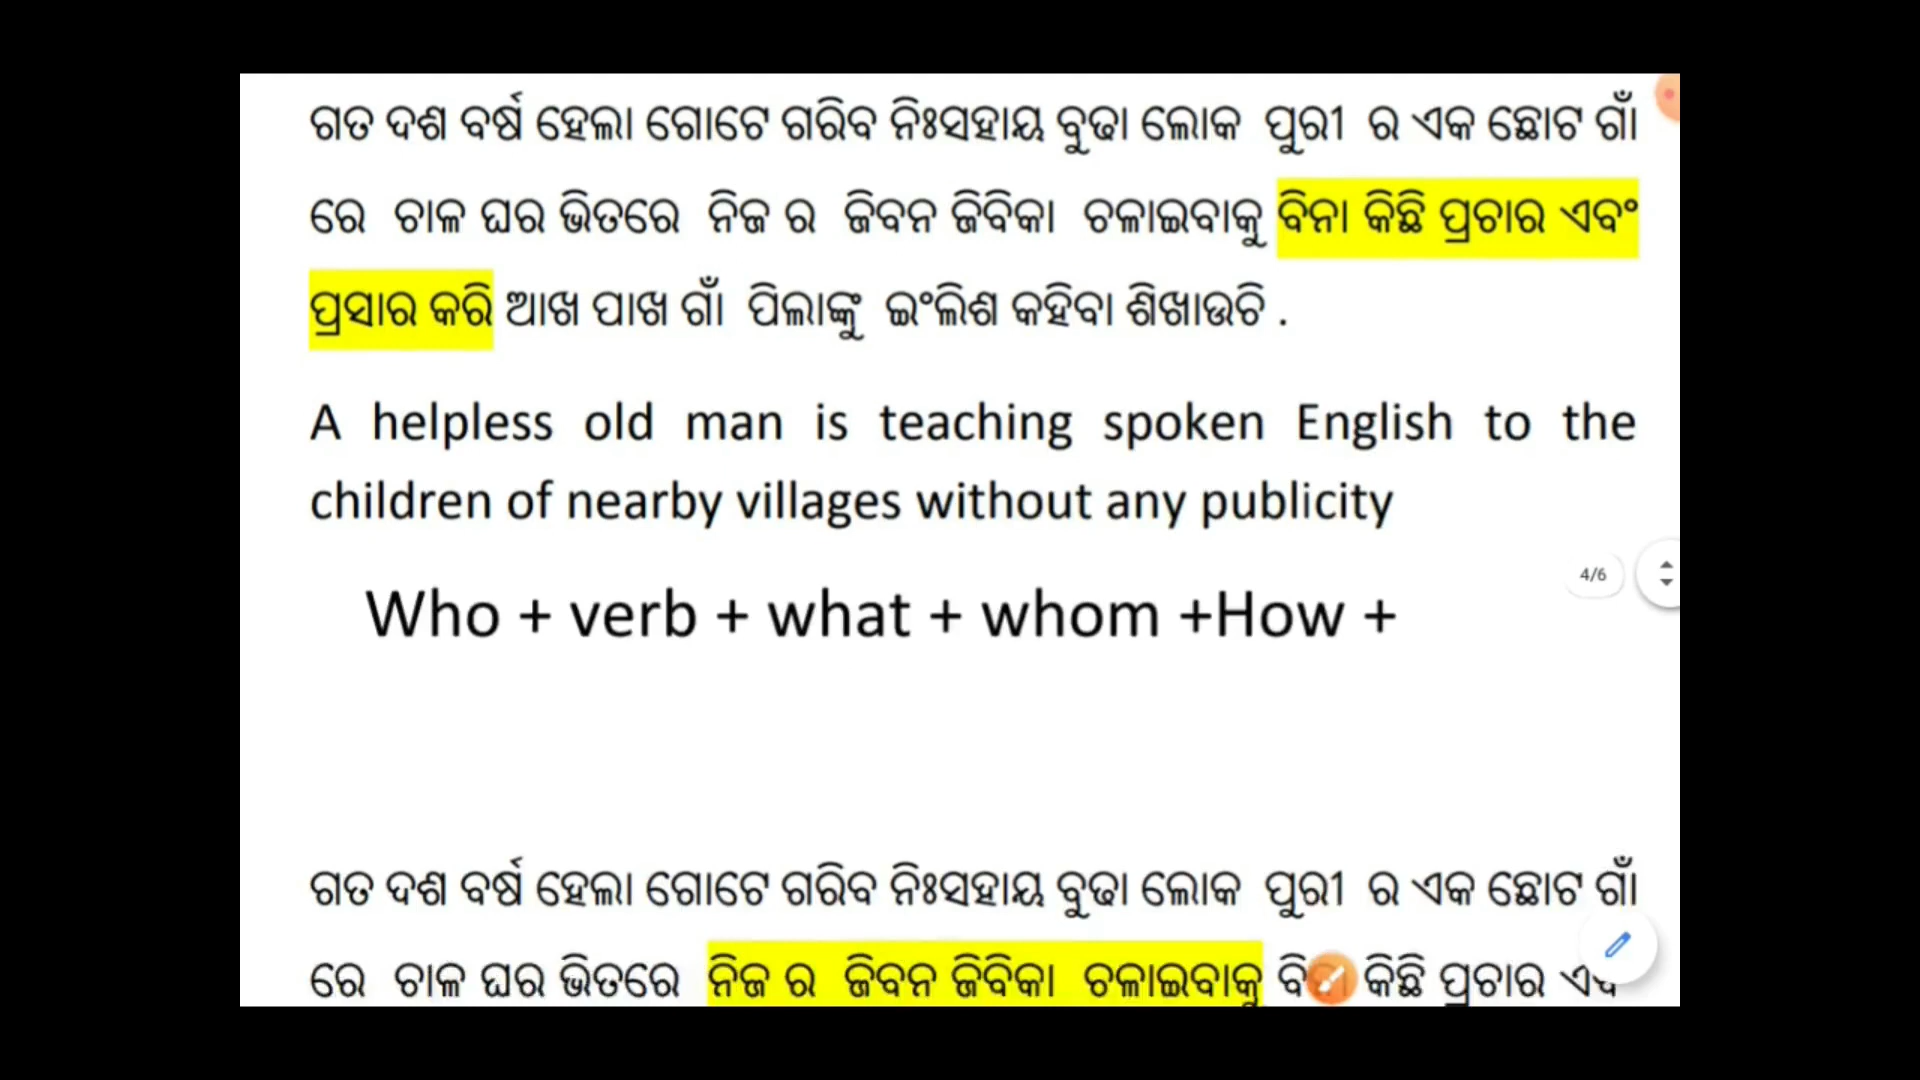 ଗତ ଦଶ ବର୍ଷ ହେଲା ଗୋଟେ ଗରିବ ନିଃସହାୟ ବୁଢା ଲୋକ ପୁରୀ ର ଏକ ଛୋଟ ଗାଁ
ରେ ଚାଳ ଘର ଭିତରେ ନିଜ ର ଜିବନ ଜିବିକା ଚଳାଇବାକୁ ବିନା କିଛି ପ୍ରଚାର ଏବଂ
ପ୍ରସାର କରି ଆଖ ପାଖ ଗାଁ ପିଲାଙ୍କୁ ଇଂଲିଶ କହିବା ଶିଖାଉଚି .
A helpless old man is teaching spoken English to the
children of nearby villages without any publicity
4/6
Who + verb + what + whom +How +
ଗତ ଦଶ ବର୍ଷ ହେଲା ଗୋଟେ ଗରିବ ନିଃସହାୟ ବୁଢା ଲୋକ ପୁରୀ ର ଏକ ଛୋଟ ଗାଁ
ରେ ଚାଳ ଘର ଭିତରେ ନିଜ ର ଜିବନ ଜିବିକା ଚଳାଇବାକୁ କିଛି ପ୍ରଚାର